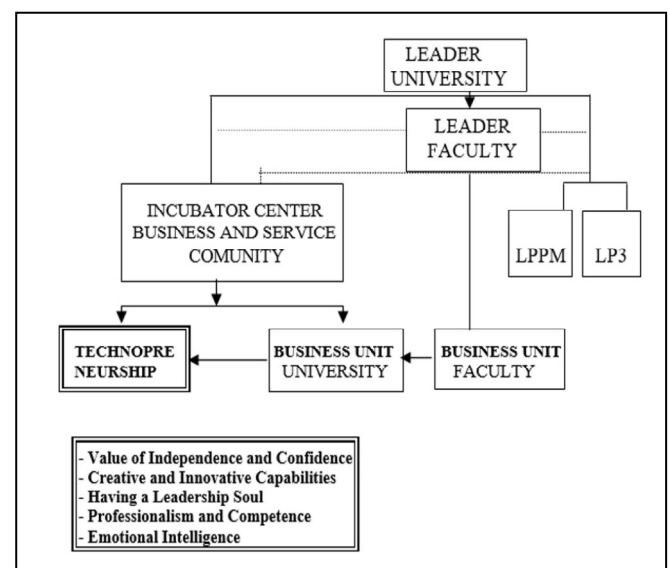 LEADER
UNIVERSITY
LEADER
FACULTY
INCUBATOR CENTER
BUSINESS AND SERVICE
COMUNITY
LPPM
LP3
TECHNOPRE
NEURSHIP
BUSINESS UNIT
UNIVERSITY
BUSINESS UNIT
FACULTY
- Value of Independence and Confidence
- Creative and Innovative Capabilities
- Having a Leadership Soul
- Professionalism and Competence
- Emotional Intelligence